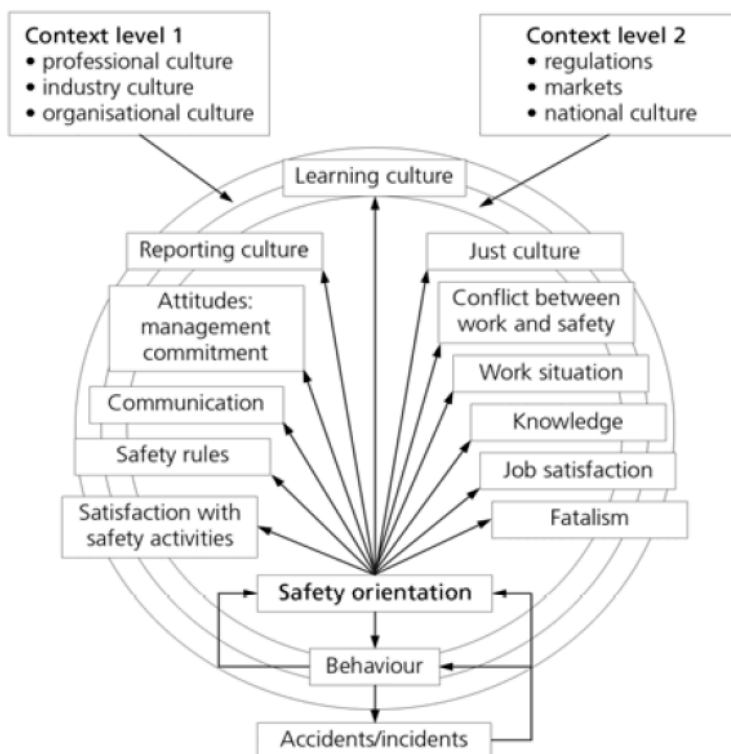 Context level 1
• professional culture
• industry culture
• organisational culture
Context level 2
• regulations
• markets
• national culture
Learning culture
Reporting culture
Just culture
Attitudes:
management
commitment
Conflict between
work and safety
Work situation
Communication
Knowledge
Safety rules
Job satisfaction
Satisfaction with
safety activities
Fatalism
Safety orientation
Behaviour
Accidents/incidents